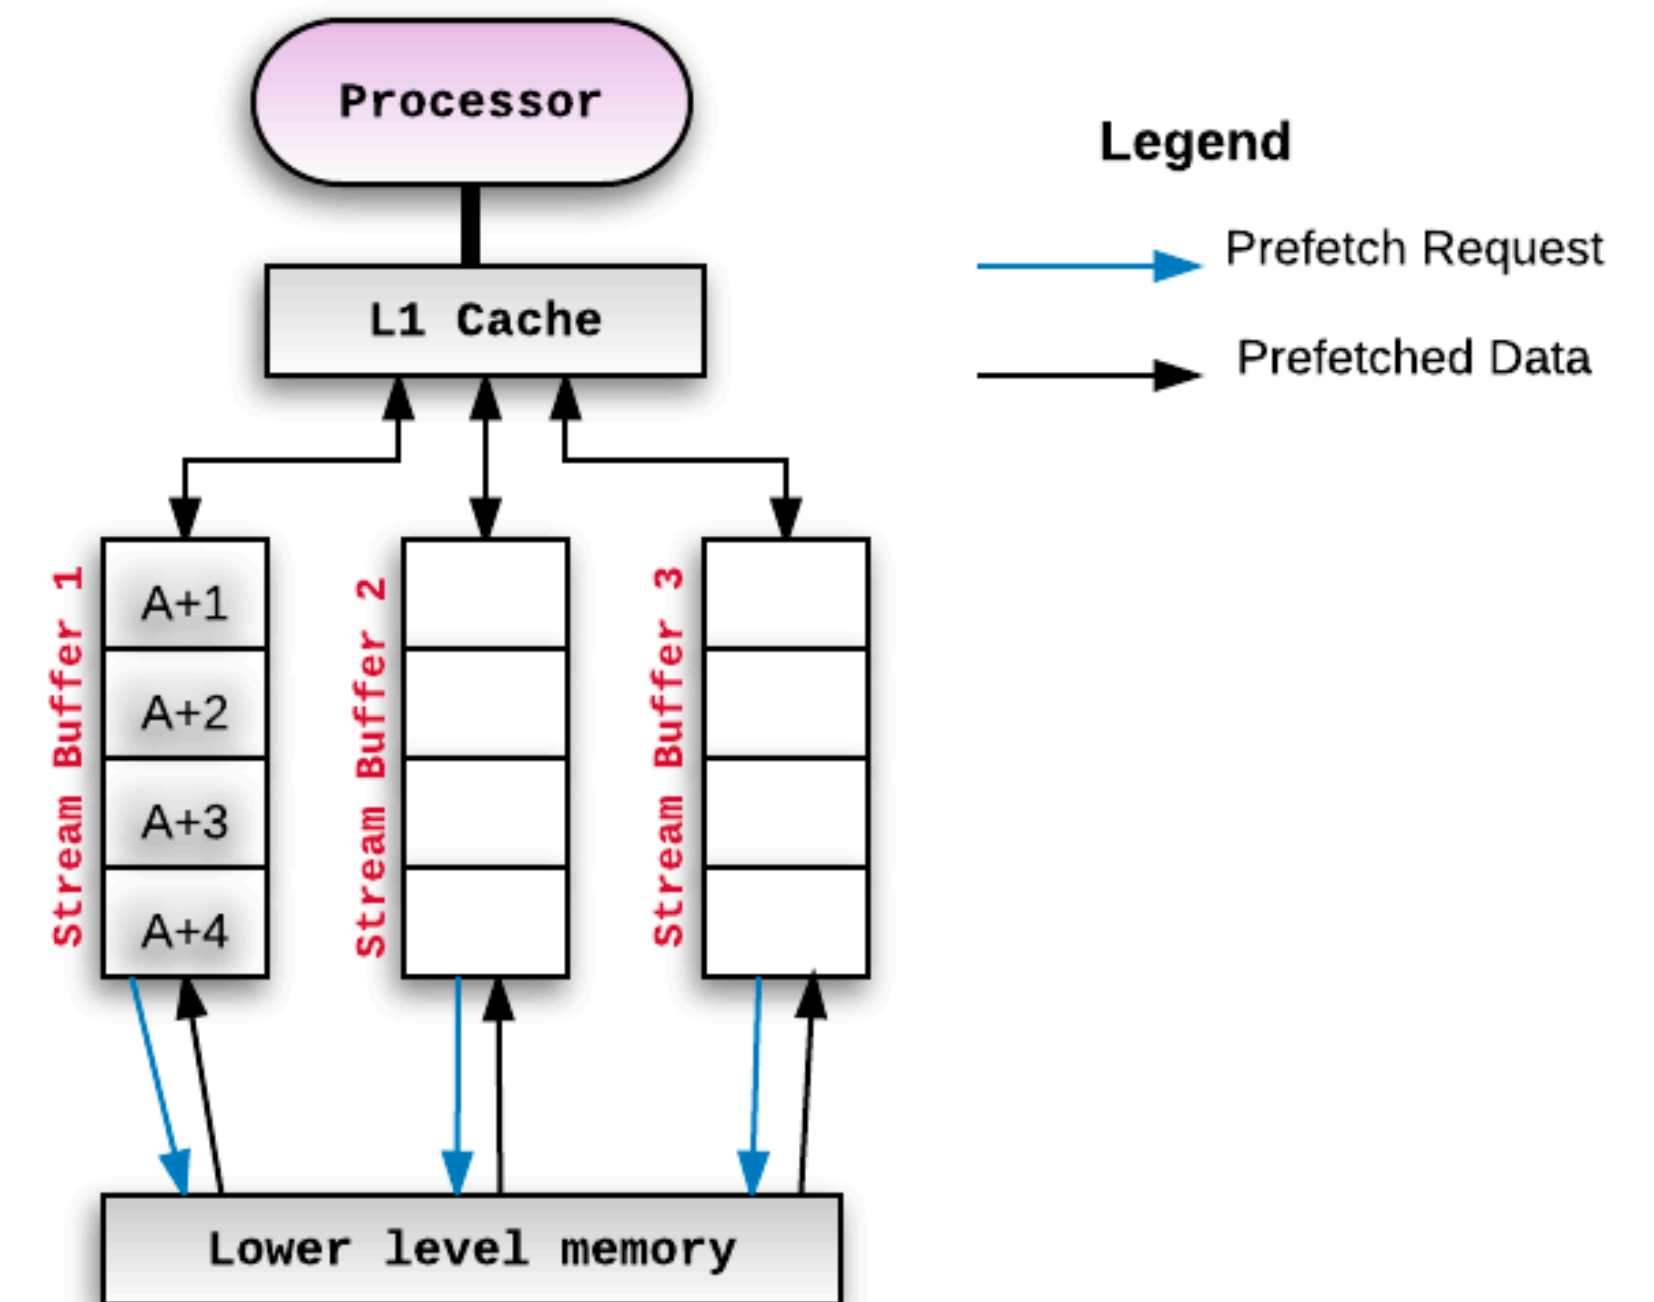 Processor
Legend
Prefetch Request
L1 Cache
Prefetched Data
Stream Buffer 1
A+1
A+2
A+3
A+4
Stream Buffer 2
Stream Buffer 3
Lower level memory